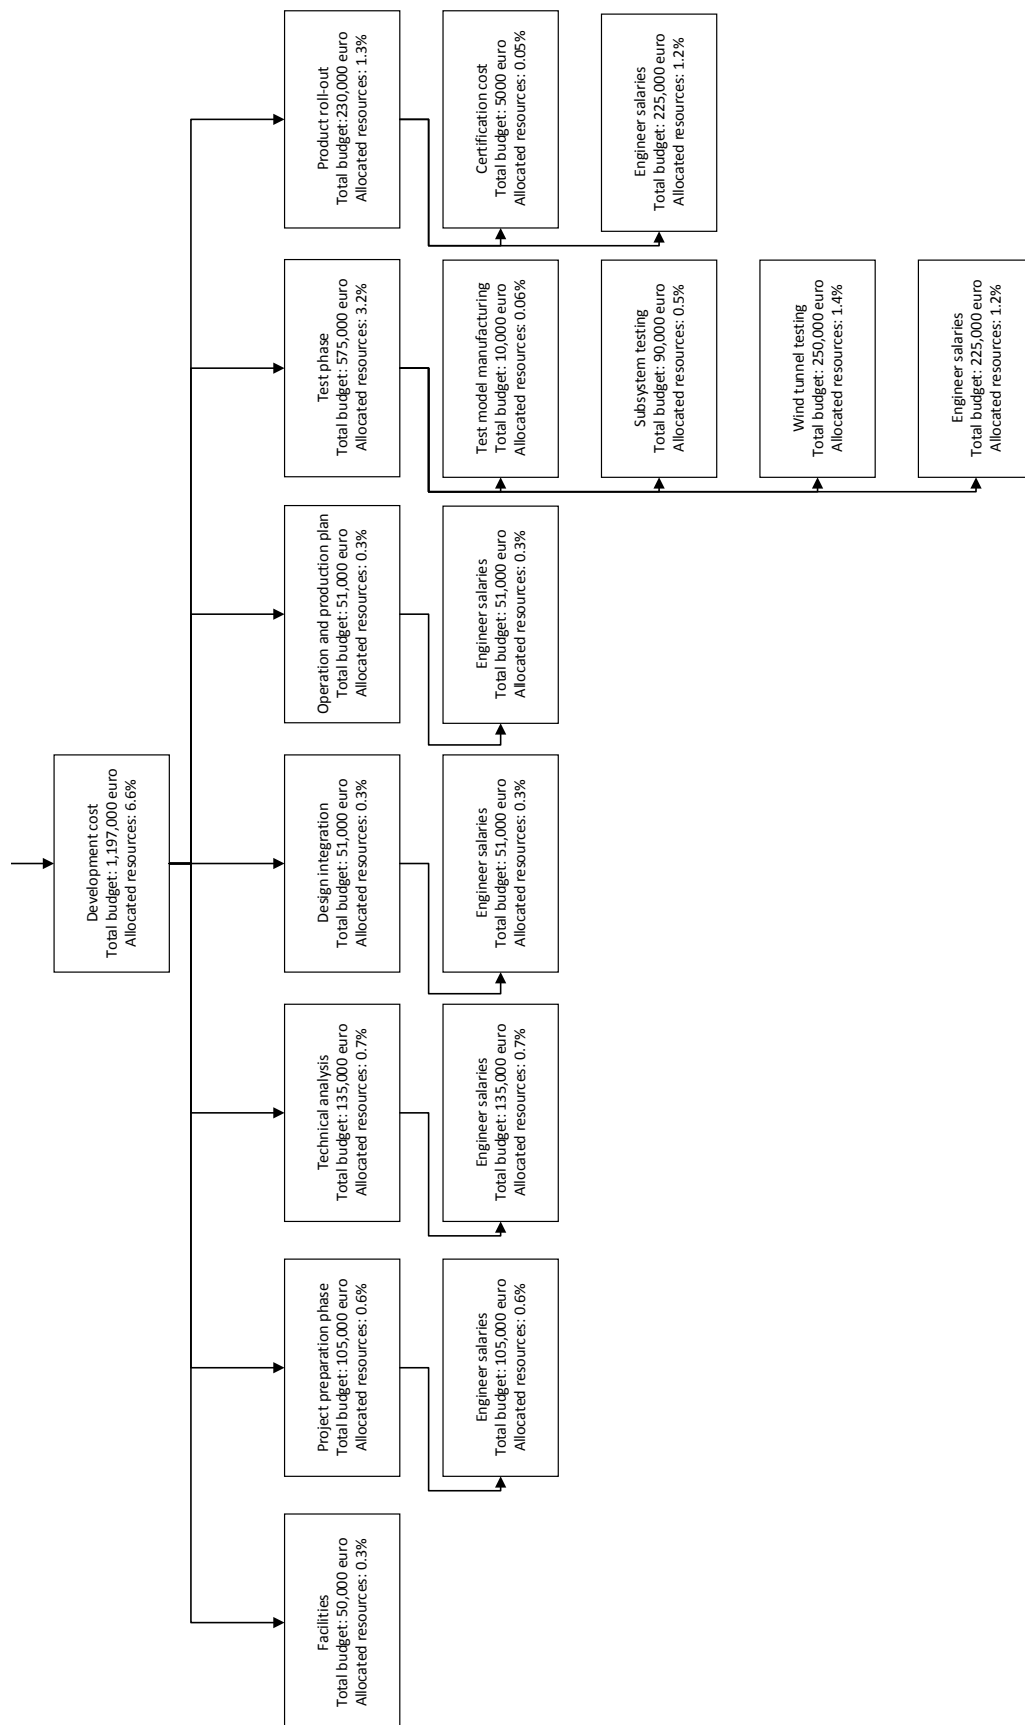 Development cost
Total budget: 1,197,000 euro
Allocated resources: 6.6%
Facilities
Total budget: 50,000 euro
Allocated resources: 0.3%
Project preparation phase
Total budget: 105,000 euro
Allocated resources: 0.6%
Engineer salaries
Total budget: 105,000 euro
Allocated resources: 0.6%
Technical analysis
Total budget: 135,000 euro
Allocated resources: 0.7%
Engineer salaries
Total budget: 135,000 euro
Allocated resources: 0.7%
Design integration
Total budget: 51,000 euro
Allocated resources: 0.3%
Engineer salaries
Total budget: 51,000 euro
Allocated resources: 0.3%
Operation and production plan
Total budget: 51,000 euro
Allocated resources: 0.3%
Engineer salaries
Total budget: 51,000 euro
Allocated resources: 0.3%
Test phase
Total budget: 575,000 euro
Allocated resources: 3.2%
Test model manufacturing
Total budget: 10,000 euro
Allocated resources: 0.06%
Subsystem testing
Total budget: 90,000 euro
Allocated resources: 0.5%
Wind tunnel testing
Total budget: 250,000 euro
Allocated resources: 1.4%
Engineer salaries
Total budget: 225,000 euro
Allocated resources: 1.2%
Product roll-out
Total budget:230,000 euro
Allocated resources: 1.3%
Certification cost
Total budget: 5000 euro
Allocated resources: 0.05%
Engineer salaries
Total budget: 225,000 euro
Allocated resources: 1.2%